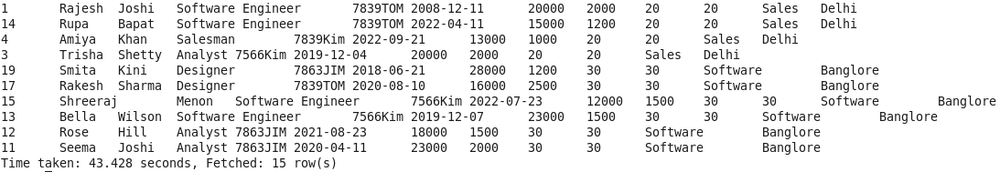 1 Rajesh Joshi Software Engineer 7839TOM 2008-12-11 20000 2000 20 20 Sales Delhi
14 Rupa Bapat Software Engineer 7839TOM 2022-04-11 15000 1200 20 20 Sales Delhi
4 Amiya Khan Salesman 7839Kim 2022-09-21 13000 1000 20 20 Sales Delhi
3 Trisha Shetty Analyst 7566Kim 2019-12-04 20000 2000 20 20 Sales Delhi
19 Smita Kini Designer 7863JIM 2018-06-21 28000 1200 30 30 Software Banglore
17 Rakesh Sharma Designer 7839TOM 2020-08-10 16000 2500 30 30 Software Banglore
15 Shreeraj Menon Software Engineer 7566Kim 2022-07-23 12000 1500 30 30 Software Banglore
13 Bella Wilson Software Engineer 7566Kim 2019-12-07 23000 1500 30 30 Software Banglore
12 Rose Hill Analyst 7863JIM 2021-08-23 18000 1500 30 30 Software Banglore
11 Seema Joshi Analyst 7863JIM 2020-04-11 23000 2000 30 30 Software Banglore
Time taken: 43.428 seconds, Fetched: 15 row(s)